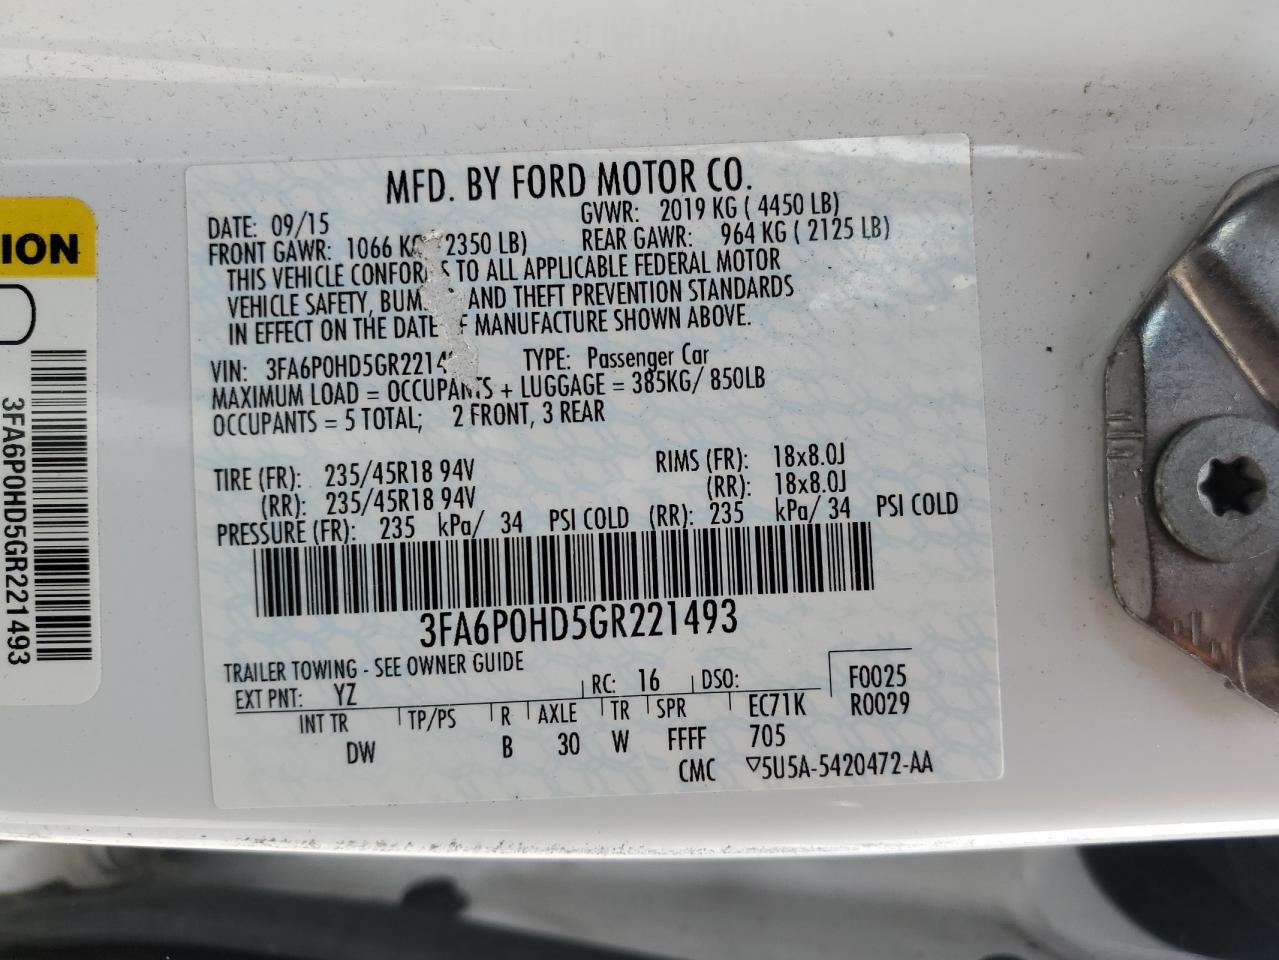 MFD. BY FORD MOTOR CO.
DATE: 09/15 GVWR: 2019 KG ( 4450 LB)
FRONT GAWR: 1066 2350 LB) REAR GAWR: 964 KG ( 2125 LB)
THIS VEHICLE TO ALL APPLICABLE FEDERAL MOTOR
VEHICLE SAFETY, AND THEFT PREVENTION STANDARDS
IN EFFECT ON THE DATE MANUFACTURE SHOWN ABOVE.
VIN: TYPE: Passenger Car
MAXIMUM LOAD = OCCUPANTS + LUGGAGE = 385KG/ 850LB
OCCUPANTS = 5 TOTAL; 2 FRONT, 3 REAR
TIRE (FR): 235/45R18 94V RIMS (FR): 18x8.0J
(RR): 235/45R18 94V (RR): 18x8.0J
PRESSURE (FR): 235 kPa/ 34 PSI COLD (RR): 235 kPa/ 34 PSI COLD
3FA6P0HD5GR221493
TRAILER TOWING - SEE OWNER GUIDE
EXT PNT: YZ RC: 16 DSO: F0025
INT TR TP/PS R AXLE TR SPR EC71K R0029
DW B 30 W FFFF 705
CMC ▽5U5A-5420472-AA
3FA6P0HD5GR221493